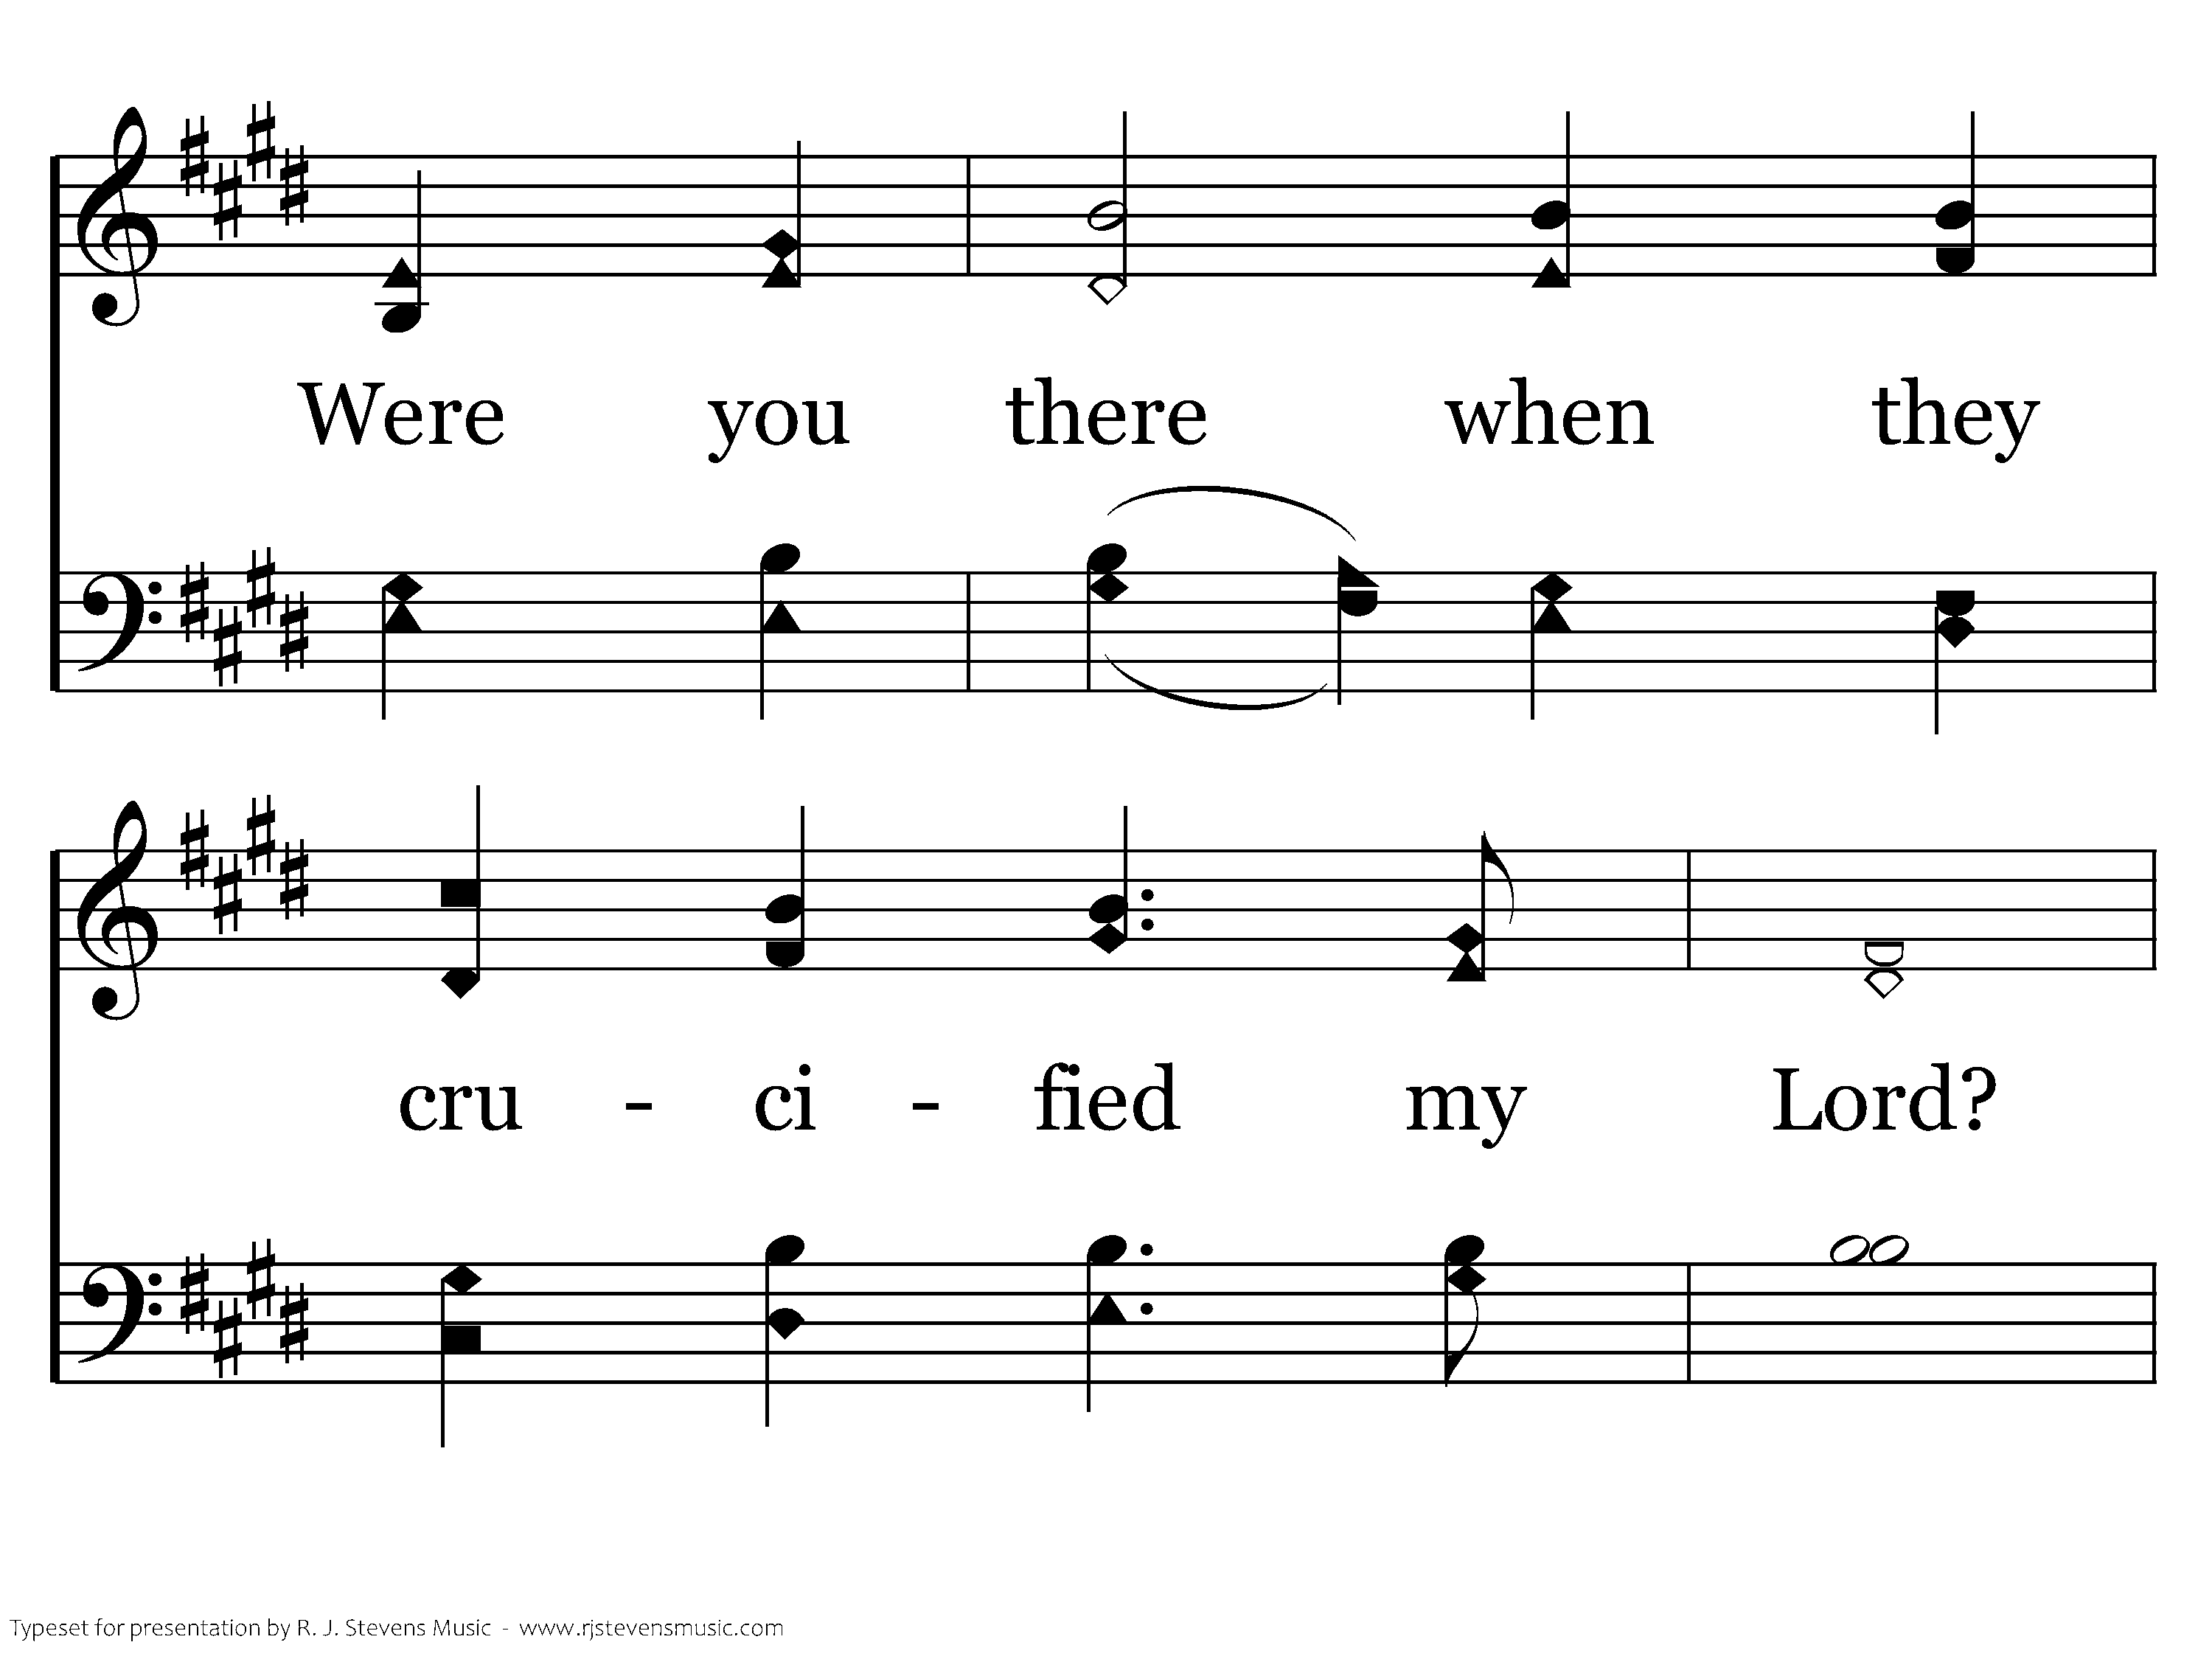 Were you there when they
cru - ci - fied my Lord?
Typeset for presentation by R. J. Stevens Music - www.rjstevensmusic.com